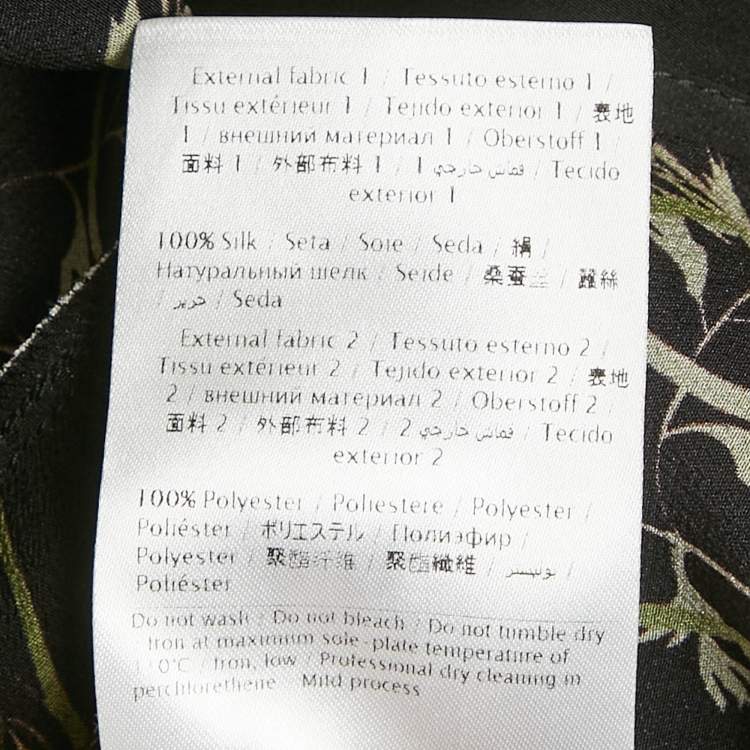 External fabric 1 / Tessuto esterno 1 /
Tissu extérieur 1 / Tejido exterior 1 / 表地
1 / внешний материал 1 / Oberstoff 1 /
面料 1 / 外部布料 1 / قماش خارجي 1 / Tecido
exterior 1
100% Silk / Seta / Soie / Seda / 絹 /
Натуральный шелк / Seide / 桑蚕丝 / 蠶絲
/ حرير / Seda
External fabric 2 / Tessuto esterno 2 /
Tissu extérieur 2 / Tejido exterior 2 / 表地
2 / внешний материал 2 / Oberstoff 2 /
面料 2 / 外部布料 2 / قماش خارجي 2 / Tecido
exterior 2
100% Polyester / Poliestere / Polyester /
Poliéster / ポリエステル / Полиэфир /
Polyester / 聚酯纤维 / 聚酯纖維 / بوليستر /
Poliéster
Do not wash / Do not bleach / Do not tumble dry
/ Iron at maximum sole-plate temperature of
110°C / Iron, low / Professional dry cleaning in
perchlorethene Mild process